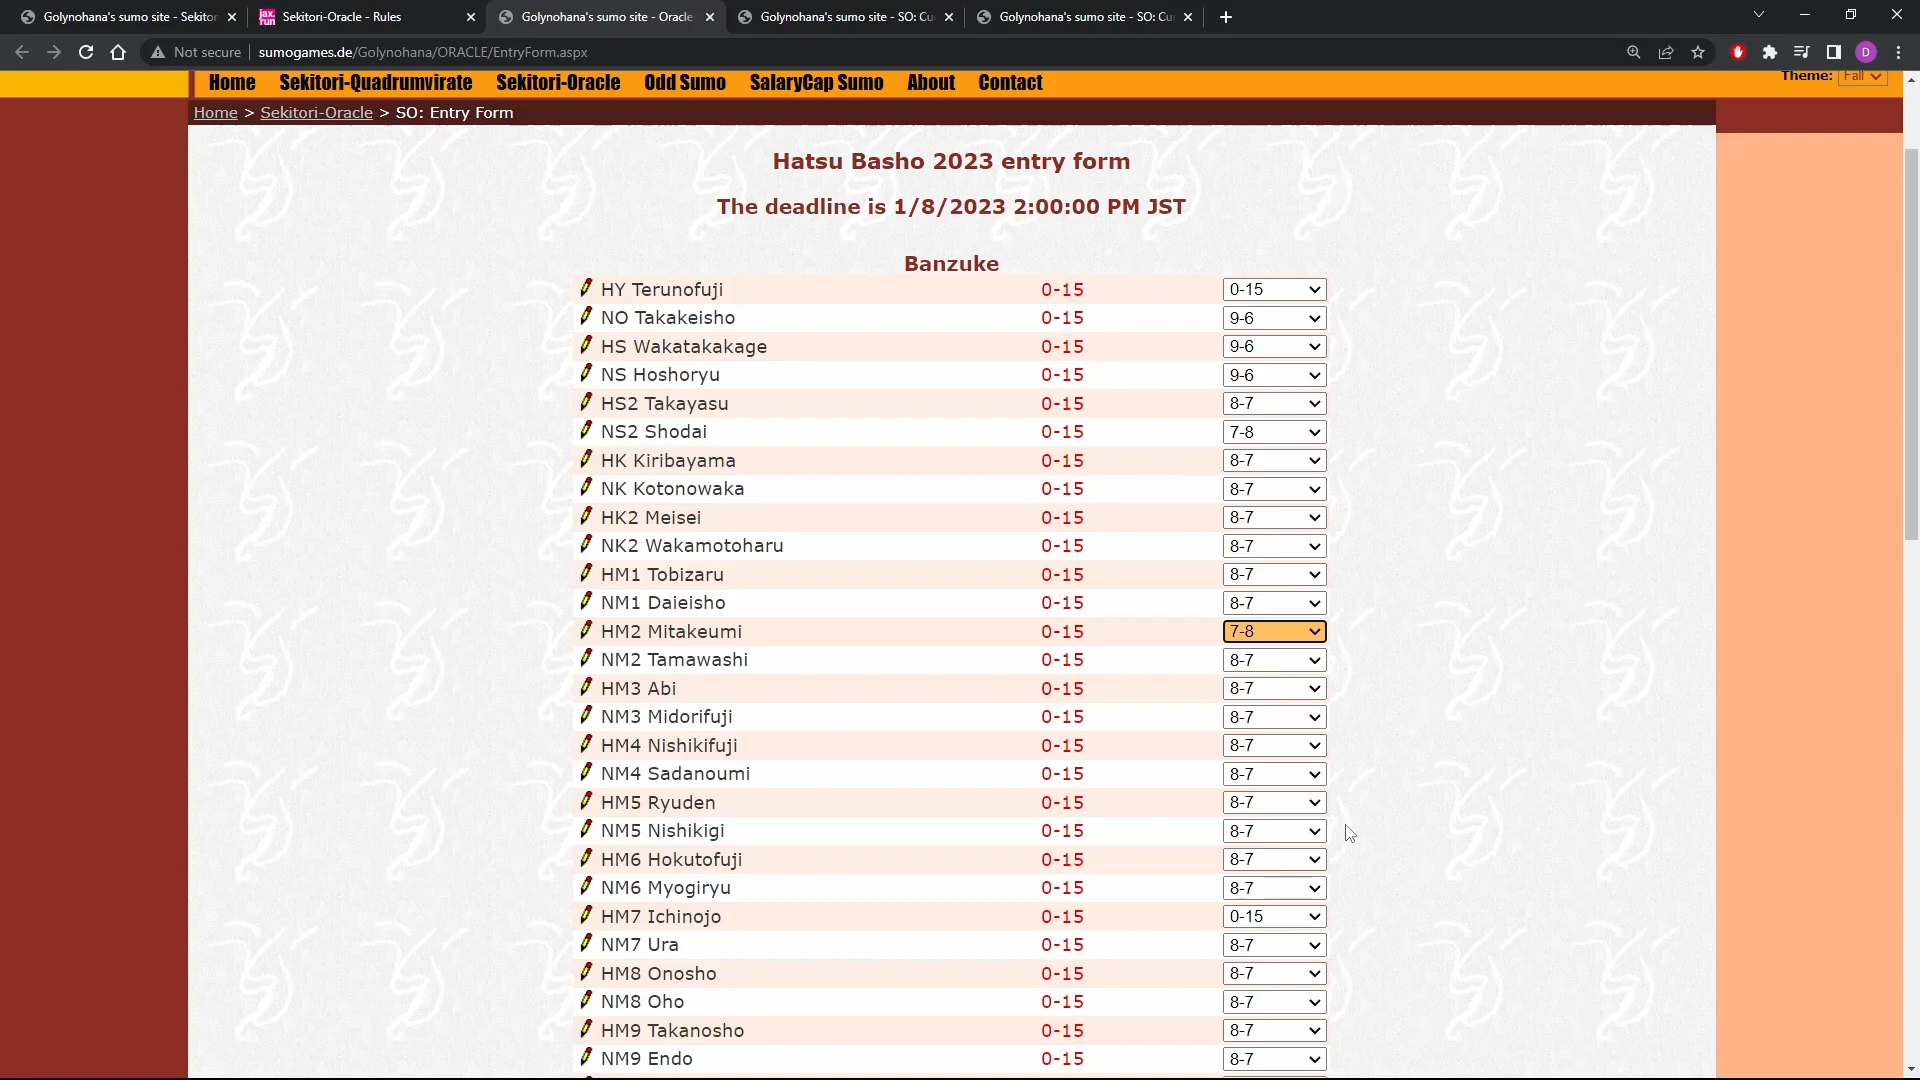 Golynohana's sumo site - Sekitor
Sekitori-Oracle - Rules
Golynohana's sumo site - Oracle
Golynohana's sumo site - SO: Cu
Golynohana's sumo site - SO: Cu
Not secure | sumogames.de/Golynohana/ORACLE/EntryForm.aspx
D
Home Sekitori-Quadrumvirate Sekitori-Oracle Odd Sumo SalaryCap Sumo About Contact
Theme: Fall
Home > Sekitori-Oracle > SO: Entry Form
Hatsu Basho 2023 entry form
The deadline is 1/8/2023 2:00:00 PM JST
Banzuke
HY Terunofuji 0-15 0-15
NO Takakeisho 0-15 9-6
HS Wakatakakage 0-15 9-6
NS Hoshoryu 0-15 9-6
HS2 Takayasu 0-15 8-7
NS2 Shodai 0-15 7-8
HK Kiribayama 0-15 8-7
NK Kotonowaka 0-15 8-7
HK2 Meisei 0-15 8-7
NK2 Wakamotoharu 0-15 8-7
HM1 Tobizaru 0-15 8-7
NM1 Daieisho 0-15 8-7
HM2 Mitakeumi 0-15 7-8
NM2 Tamawashi 0-15 8-7
HM3 Abi 0-15 8-7
NM3 Midorifuji 0-15 8-7
HM4 Nishikifuji 0-15 8-7
NM4 Sadanoumi 0-15 8-7
HM5 Ryuden 0-15 8-7
NM5 Nishikigi 0-15 8-7
HM6 Hokutofuji 0-15 8-7
NM6 Myogiryu 0-15 8-7
HM7 Ichinojo 0-15 0-15
NM7 Ura 0-15 8-7
HM8 Onosho 0-15 8-7
NM8 Oho 0-15 8-7
HM9 Takanosho 0-15 8-7
NM9 Endo 0-15 8-7